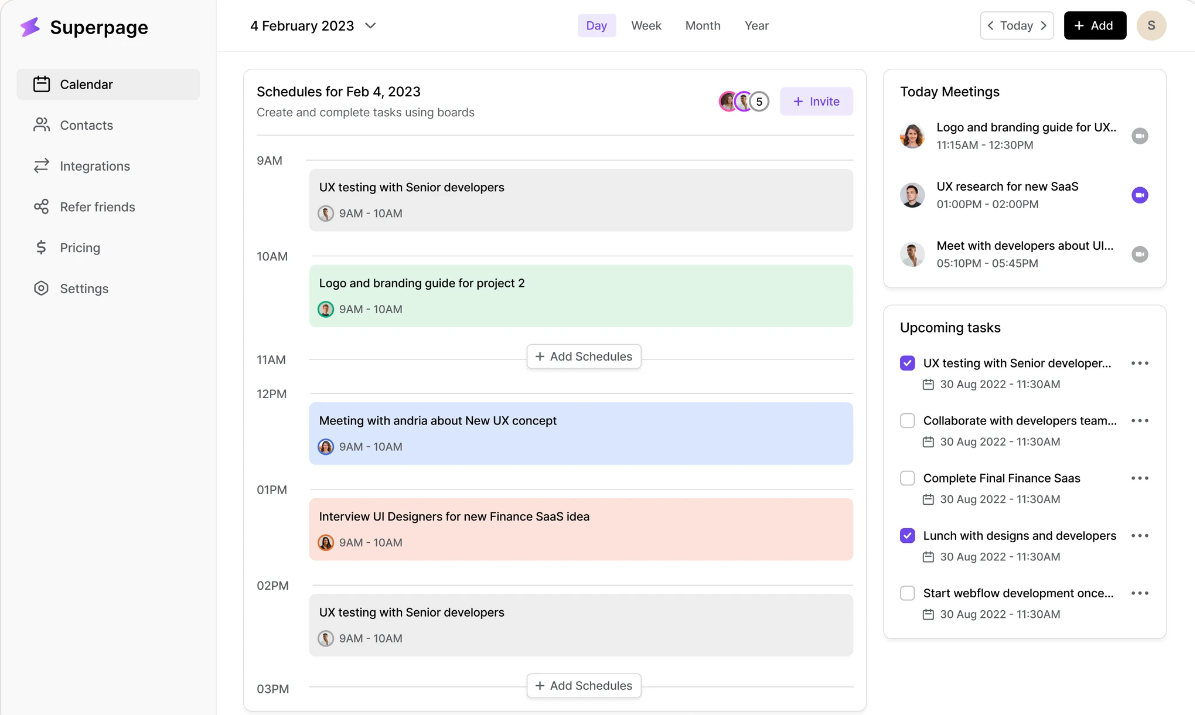 Superpage
Calendar
Contacts
Integrations
Refer friends
Pricing
Settings
4 February 2023
Day Week Month Year
Today
+ Add
S
Schedules for Feb 4, 2023
Create and complete tasks using boards
5
+ Invite
9AM
UX testing with Senior developers
9AM - 10AM
10AM
Logo and branding guide for project 2
9AM - 10AM
11AM
+ Add Schedules
12PM
Meeting with andria about New UX concept
9AM - 10AM
01PM
Interview UI Designers for new Finance SaaS idea
9AM - 10AM
02PM
UX testing with Senior developers
9AM - 10AM
03PM
+ Add Schedules
Today Meetings
Logo and branding guide for UX..
11:15AM - 12:30PM
UX research for new SaaS
01:00PM - 02:00PM
Meet with developers about UI...
05:10PM - 05:45PM
Upcoming tasks
UX testing with Senior developer...
30 Aug 2022 - 11:30AM
Collaborate with developers team...
30 Aug 2022 - 11:30AM
Complete Final Finance Saas
30 Aug 2022 - 11:30AM
Lunch with designs and developers
30 Aug 2022 - 11:30AM
Start webflow development once...
30 Aug 2022 - 11:30AM